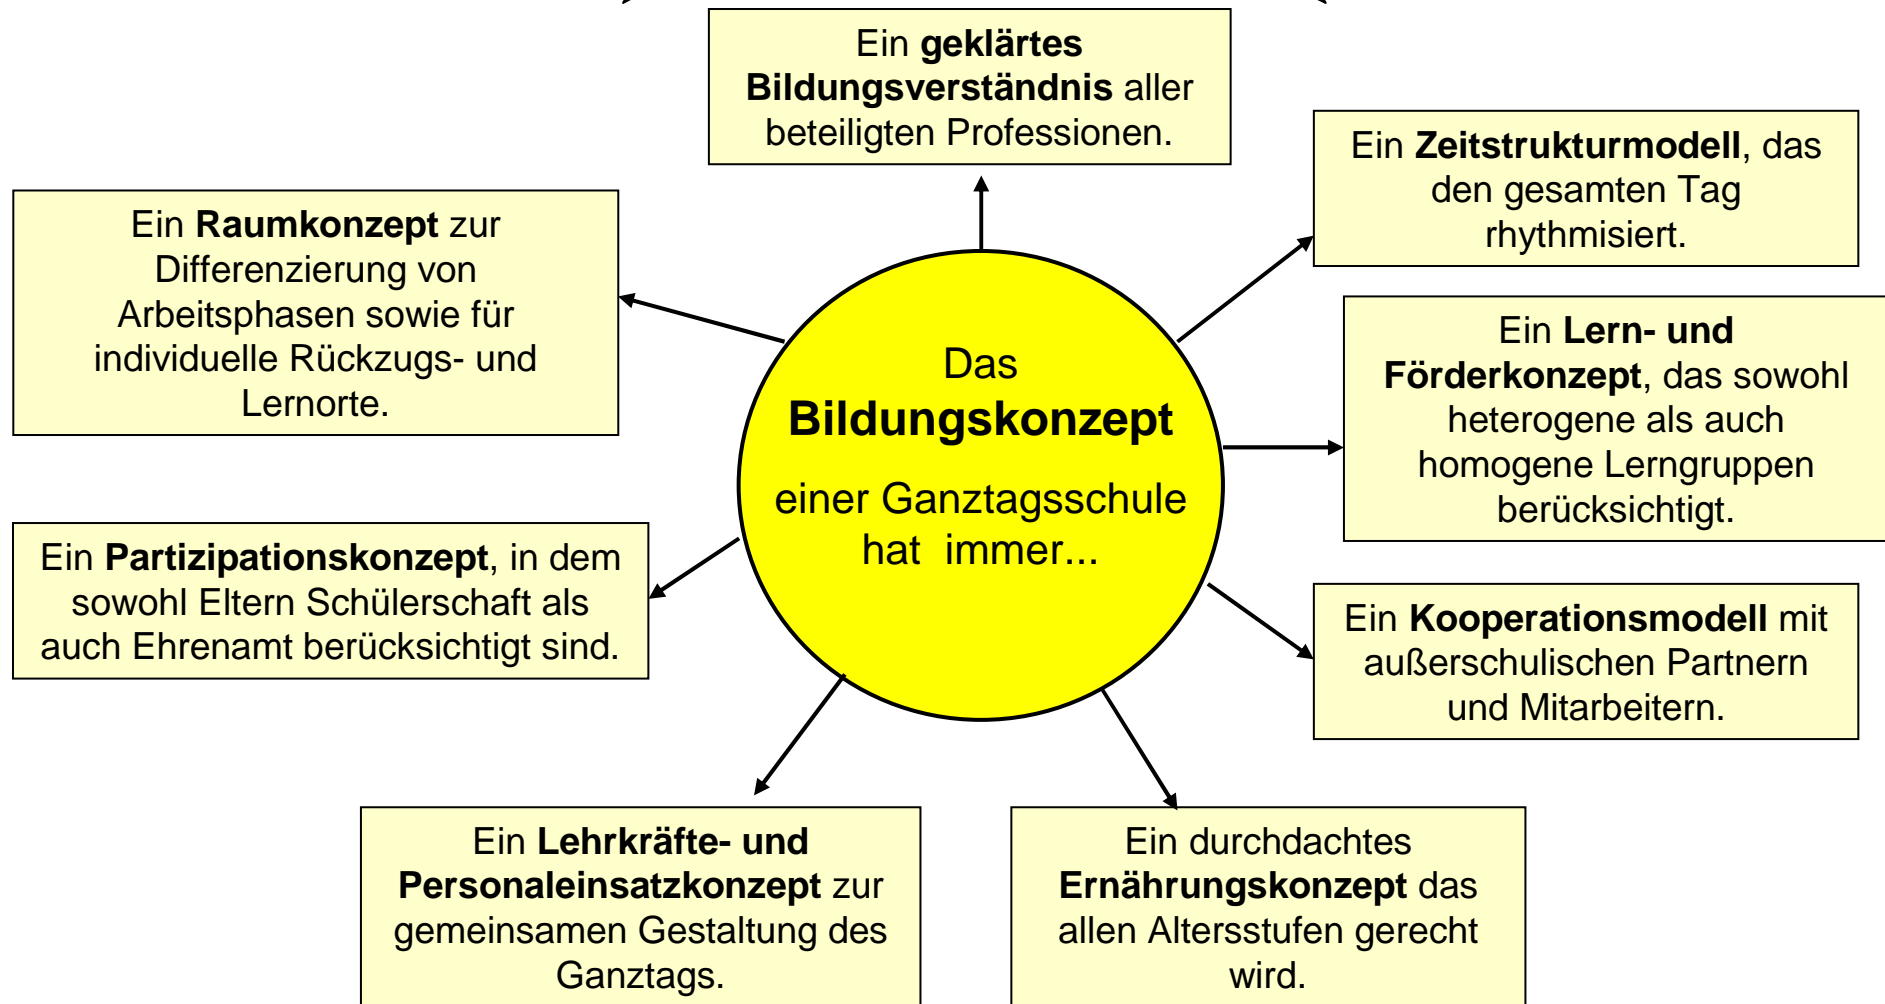 Ein geklärtes
Bildungsverständnis aller
beteiligten Professionen.
Ein Zeitstrukturmodell, das
den gesamten Tag
rhythmisiert.
Ein Raumkonzept zur
Differenzierung von
Arbeitsphasen sowie für
individuelle Rückzugs- und
Lernorte.
Das
Bildungskonzept
einer Ganztagsschule
hat immer...
Ein Lern- und
Förderkonzept, das sowohl
heterogene als auch
homogene Lerngruppen
berücksichtigt.
Ein Partizipationskonzept, in dem
sowohl Eltern Schülerschaft als
auch Ehrenamt berücksichtigt sind.
Ein Kooperationsmodell mit
außerschulischen Partnern
und Mitarbeitern.
Ein Lehrkräfte- und
Personaleinsatzkonzept zur
gemeinsamen Gestaltung des
Ganztags.
Ein durchdachtes
Ernährungskonzept das
allen Altersstufen gerecht
wird.